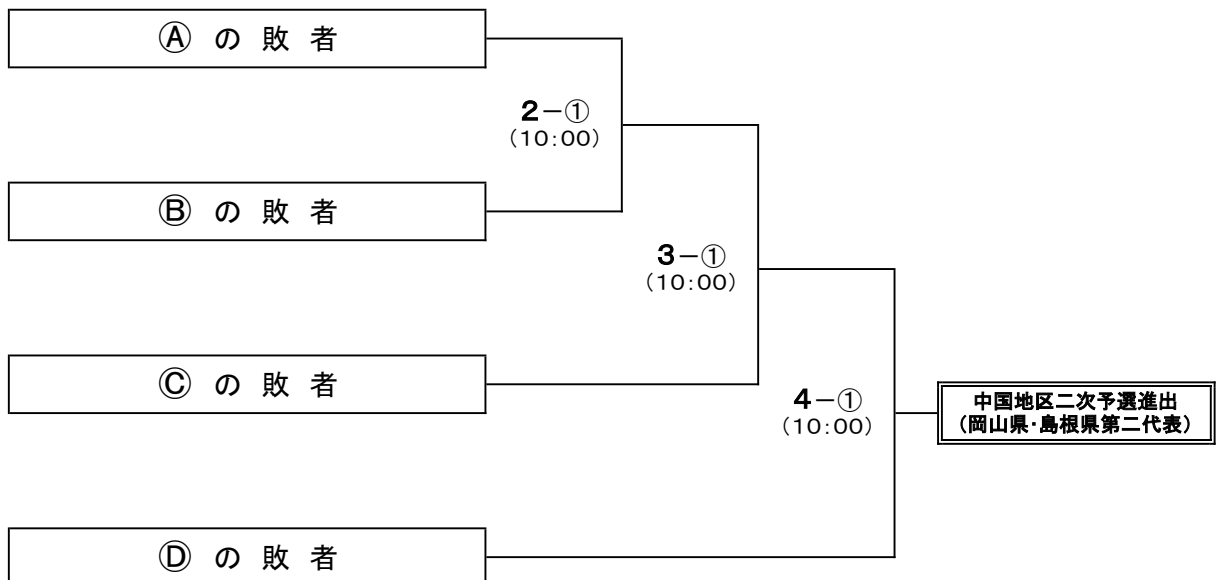 Ⓐ の 敗 者
2－①
（10:00）
Ⓑ の 敗 者
3－①
（10:00）
Ⓒ の 敗 者
4－①
（10:00）
中国地区二次予選進出
（岡山県･島根県第二代表）
Ⓓ の 敗 者